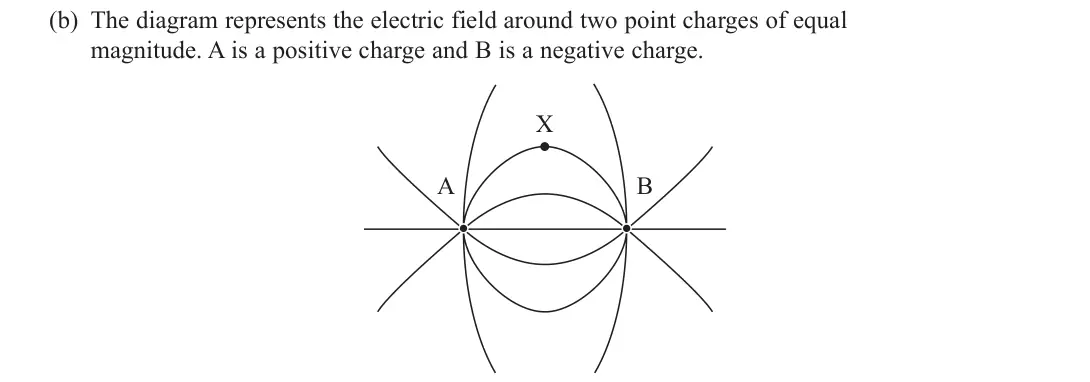 (b) The diagram represents the electric field around two point charges of equal
magnitude. A is a positive charge and B is a negative charge.
X
A
B